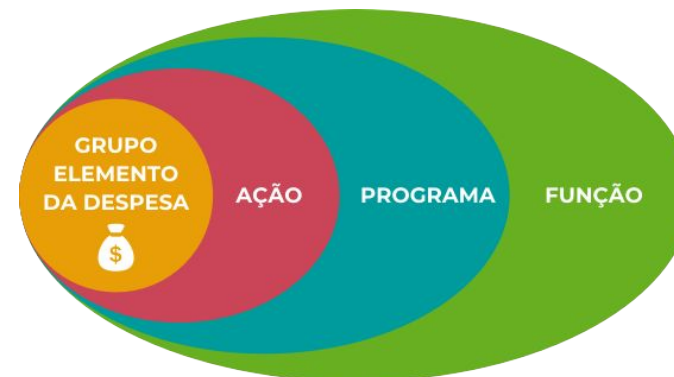 GRUPO
ELEMENTO
DA DESPESA
$
AÇÃO
PROGRAMA
FUNÇÃO